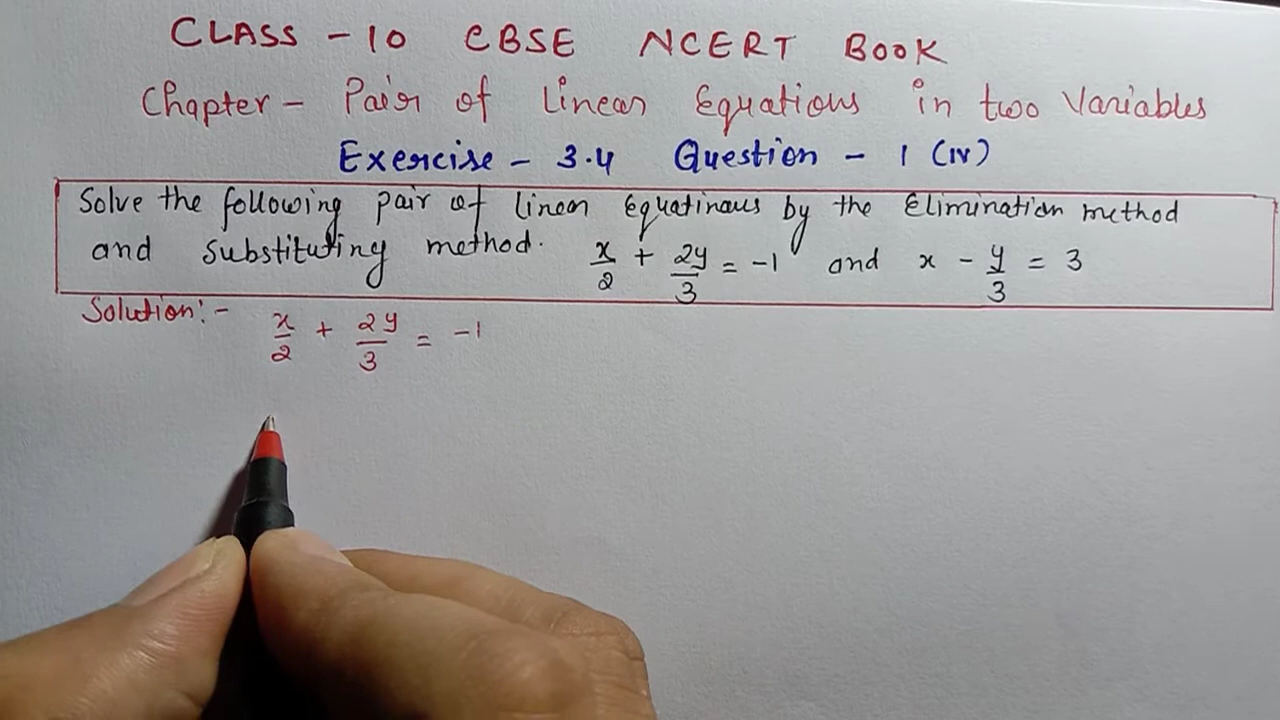 CLASS - 10 CBSE NCERT BOOK
Chapter - Pair of Linear Equations in two Variables
Exercise - 3.4 Question - 1 (iv)
Solve the following pair of linear Equatinous by the Elimination method
and substituting method. x/2 + 2y/3 = -1 and x - y/3 = 3
Solution:- x/2 + 2y/3 = -1